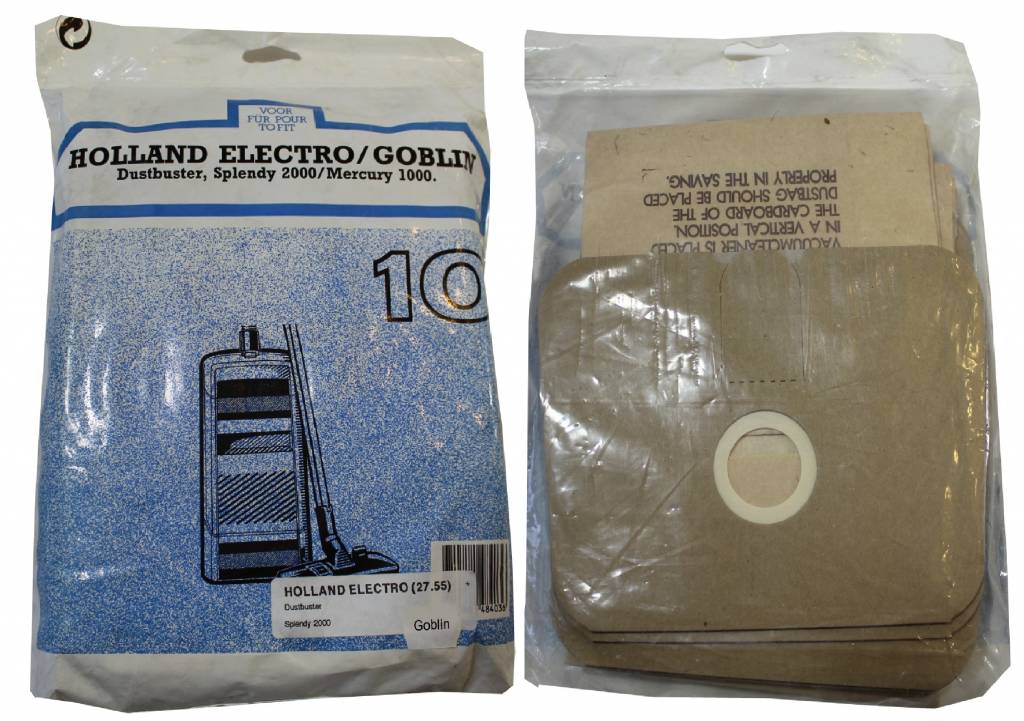 VOOR
FÜR POUR
TO FIT
HOLLAND ELECTRO/GOBLIN
Dustbuster, Splendy 2000/Mercury 1000.
10
HOLLAND ELECTRO (27.55)
Dustbuster
Splendy 2000
Goblin
484036
VACUUMCLEANER IS PLACED
IN A VERTICAL POSITION.
THE CARDBOARD OF THE
DUSTBAG SHOULD BE PLACED
PROPERLY IN THE SAVING.